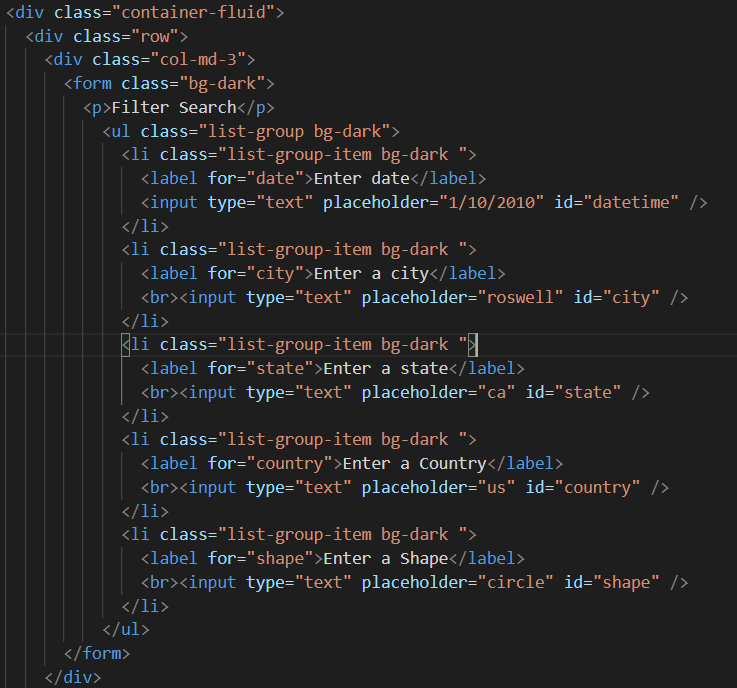 <div class="container-fluid">
<div class="row">
<div class="col-md-3">
<form class="bg-dark">
<p>Filter Search</p>
<ul class="list-group bg-dark">
<li class="list-group-item bg-dark ">
<label for="date">Enter date</label>
<input type="text" placeholder="1/10/2010" id="datetime" />
</li>
<li class="list-group-item bg-dark ">
<label for="city">Enter a city</label>
<br><input type="text" placeholder="roswell" id="city" />
</li>
<li class="list-group-item bg-dark ">
<label for="state">Enter a state</label>
<br><input type="text" placeholder="ca" id="state" />
</li>
<li class="list-group-item bg-dark ">
<label for="country">Enter a Country</label>
<br><input type="text" placeholder="us" id="country" />
</li>
<li class="list-group-item bg-dark ">
<label for="shape">Enter a Shape</label>
<br><input type="text" placeholder="circle" id="shape" />
</li>
</ul>
</form>
</div>